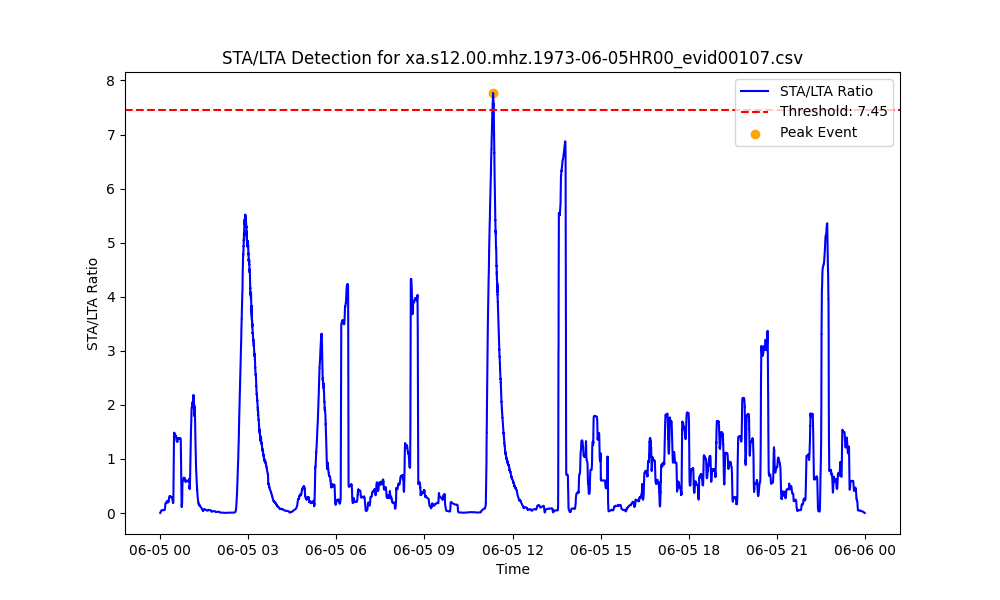 STA/LTA Detection for xa.s12.00.mhz.1973-06-05HR00_evid00107.csv
STA/LTA Ratio
Threshold: 7.45
Peak Event
8
7
6
5
4
3
2
1
0
STA/LTA Ratio
06-05 00 06-05 03 06-05 06 06-05 09 06-05 12 06-05 15 06-05 18 06-05 21 06-06 00
Time